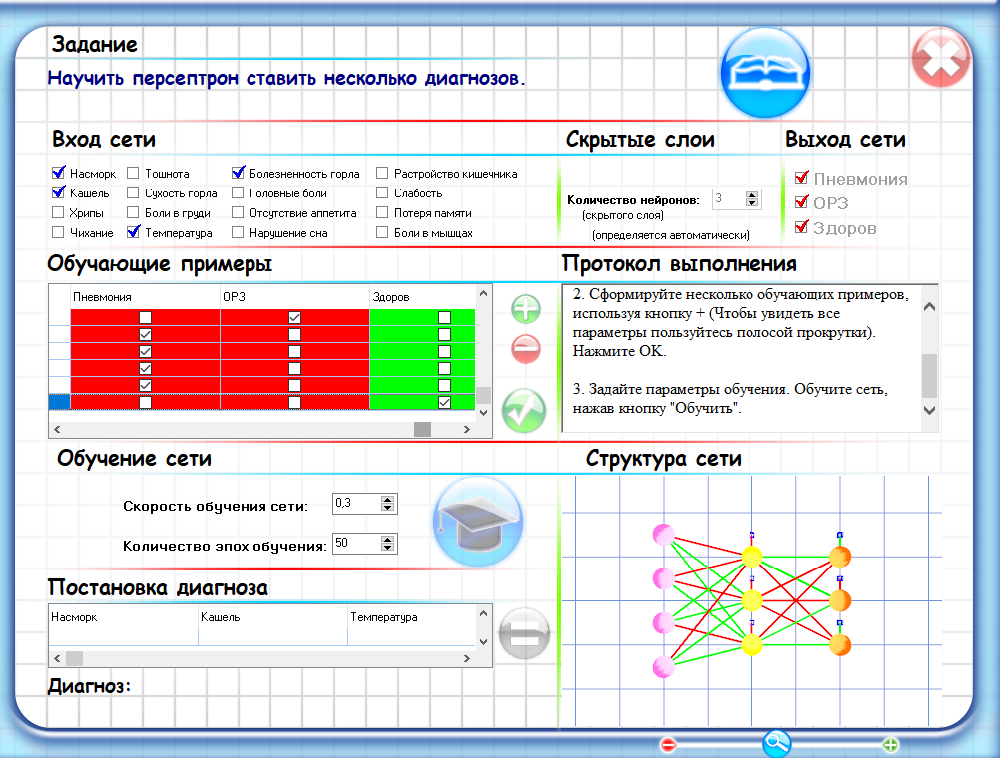 Задание
Научить персептрон ставить несколько диагнозов.
Вход сети
Скрытые слои
Выход сети
Насморк Тошнота Болезненность горла Растройство кишечника
Кашель Сухость горла Головные боли Слабость
Хрипы Боли в груди Отсутствие аппетита Потеря памяти
Чихание Температура Нарушение сна Боли в мышцах
Количество нейронов: 3
(скрытого слоя)
(определяется автоматически)
Пневмония
ОРЗ
Здоров
Обучающие примеры
Пневмония ОРЗ Здоров
Протокол выполнения
2. Сформируйте несколько обучающих примеров,
используя кнопку + (Чтобы увидеть все
параметры пользуйтесь полосой прокрутки).
Нажмите OK.
3. Задайте параметры обучения. Обучите сеть,
нажав кнопку "Обучить".
Обучение сети
Скорость обучения сети: 0,3
Количество эпох обучения: 50
Структура сети
Постановка диагноза
Насморк Кашель Температура
Диагноз: